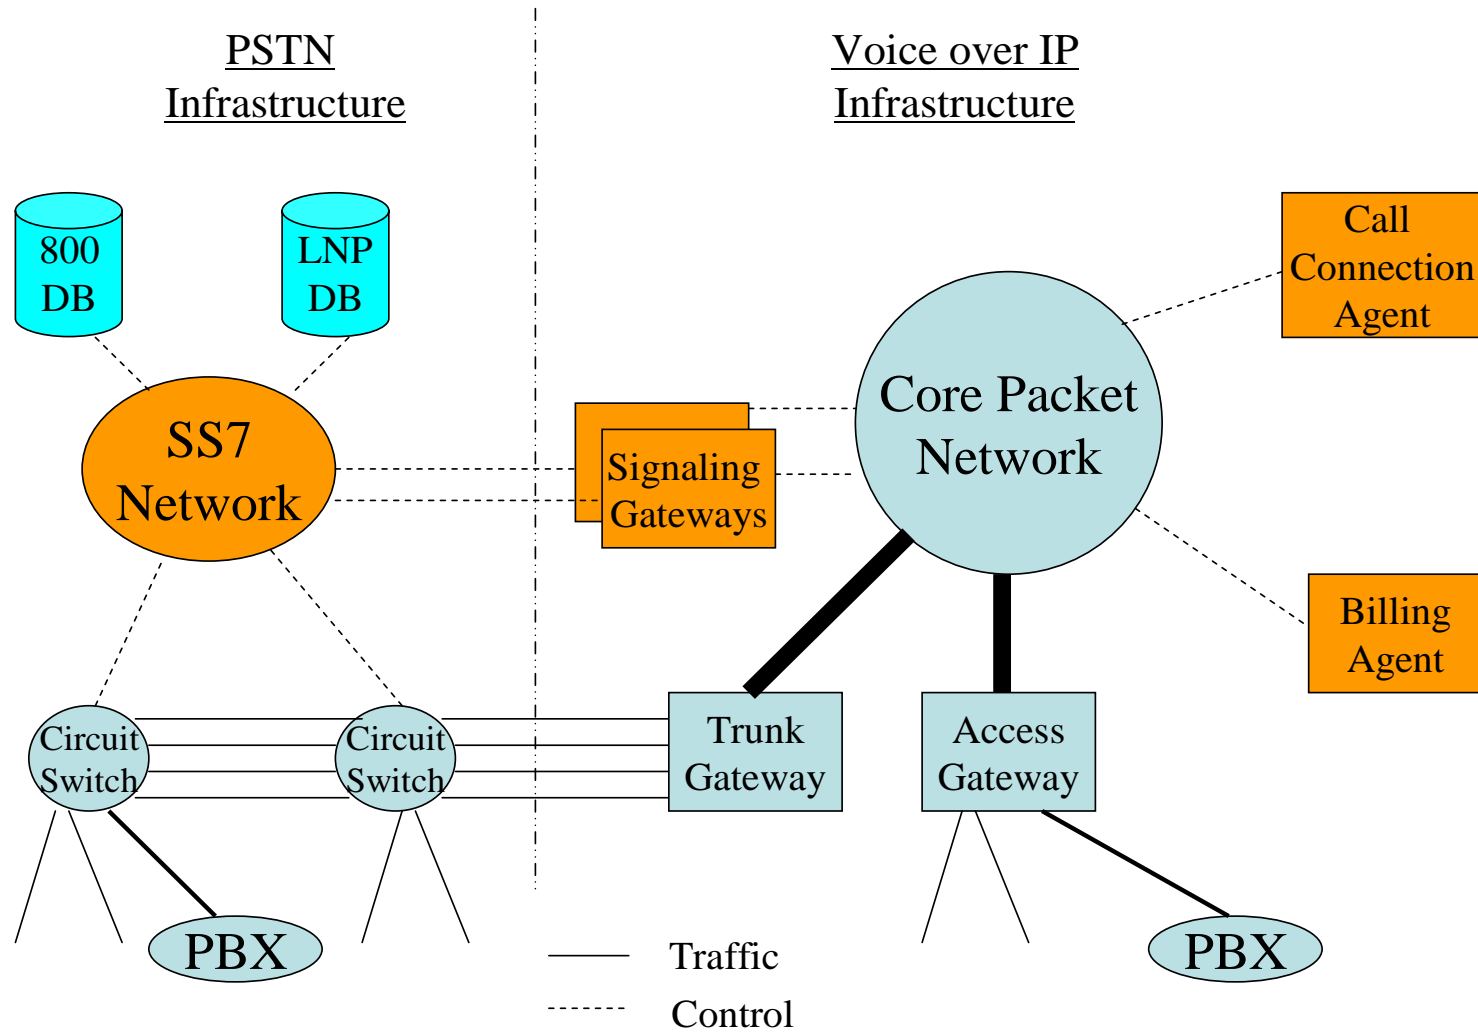 PSTN
Infrastructure
Voice over IP
Infrastructure
800
DB
LNP
DB
Call
Connection
Agent
SS7
Network
Signaling
Gateways
Core Packet
Network
Billing
Agent
Circuit
Switch
Circuit
Switch
Trunk
Gateway
Access
Gateway
PBX
PBX
Traffic
Control